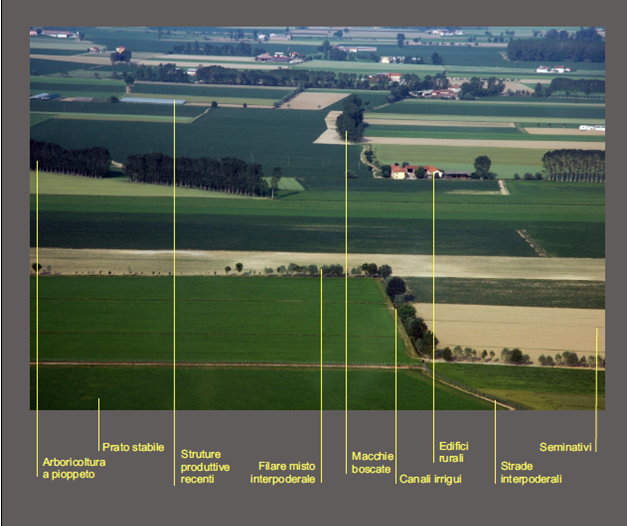 Prato stabile
Arboricoltura
a pioppeto
Struture
produttive
recenti
Filare misto
interpoderale
Macchie
boscate
Canali irrigui
Edifici
rurali
Strade
interpoderali
Seminativi